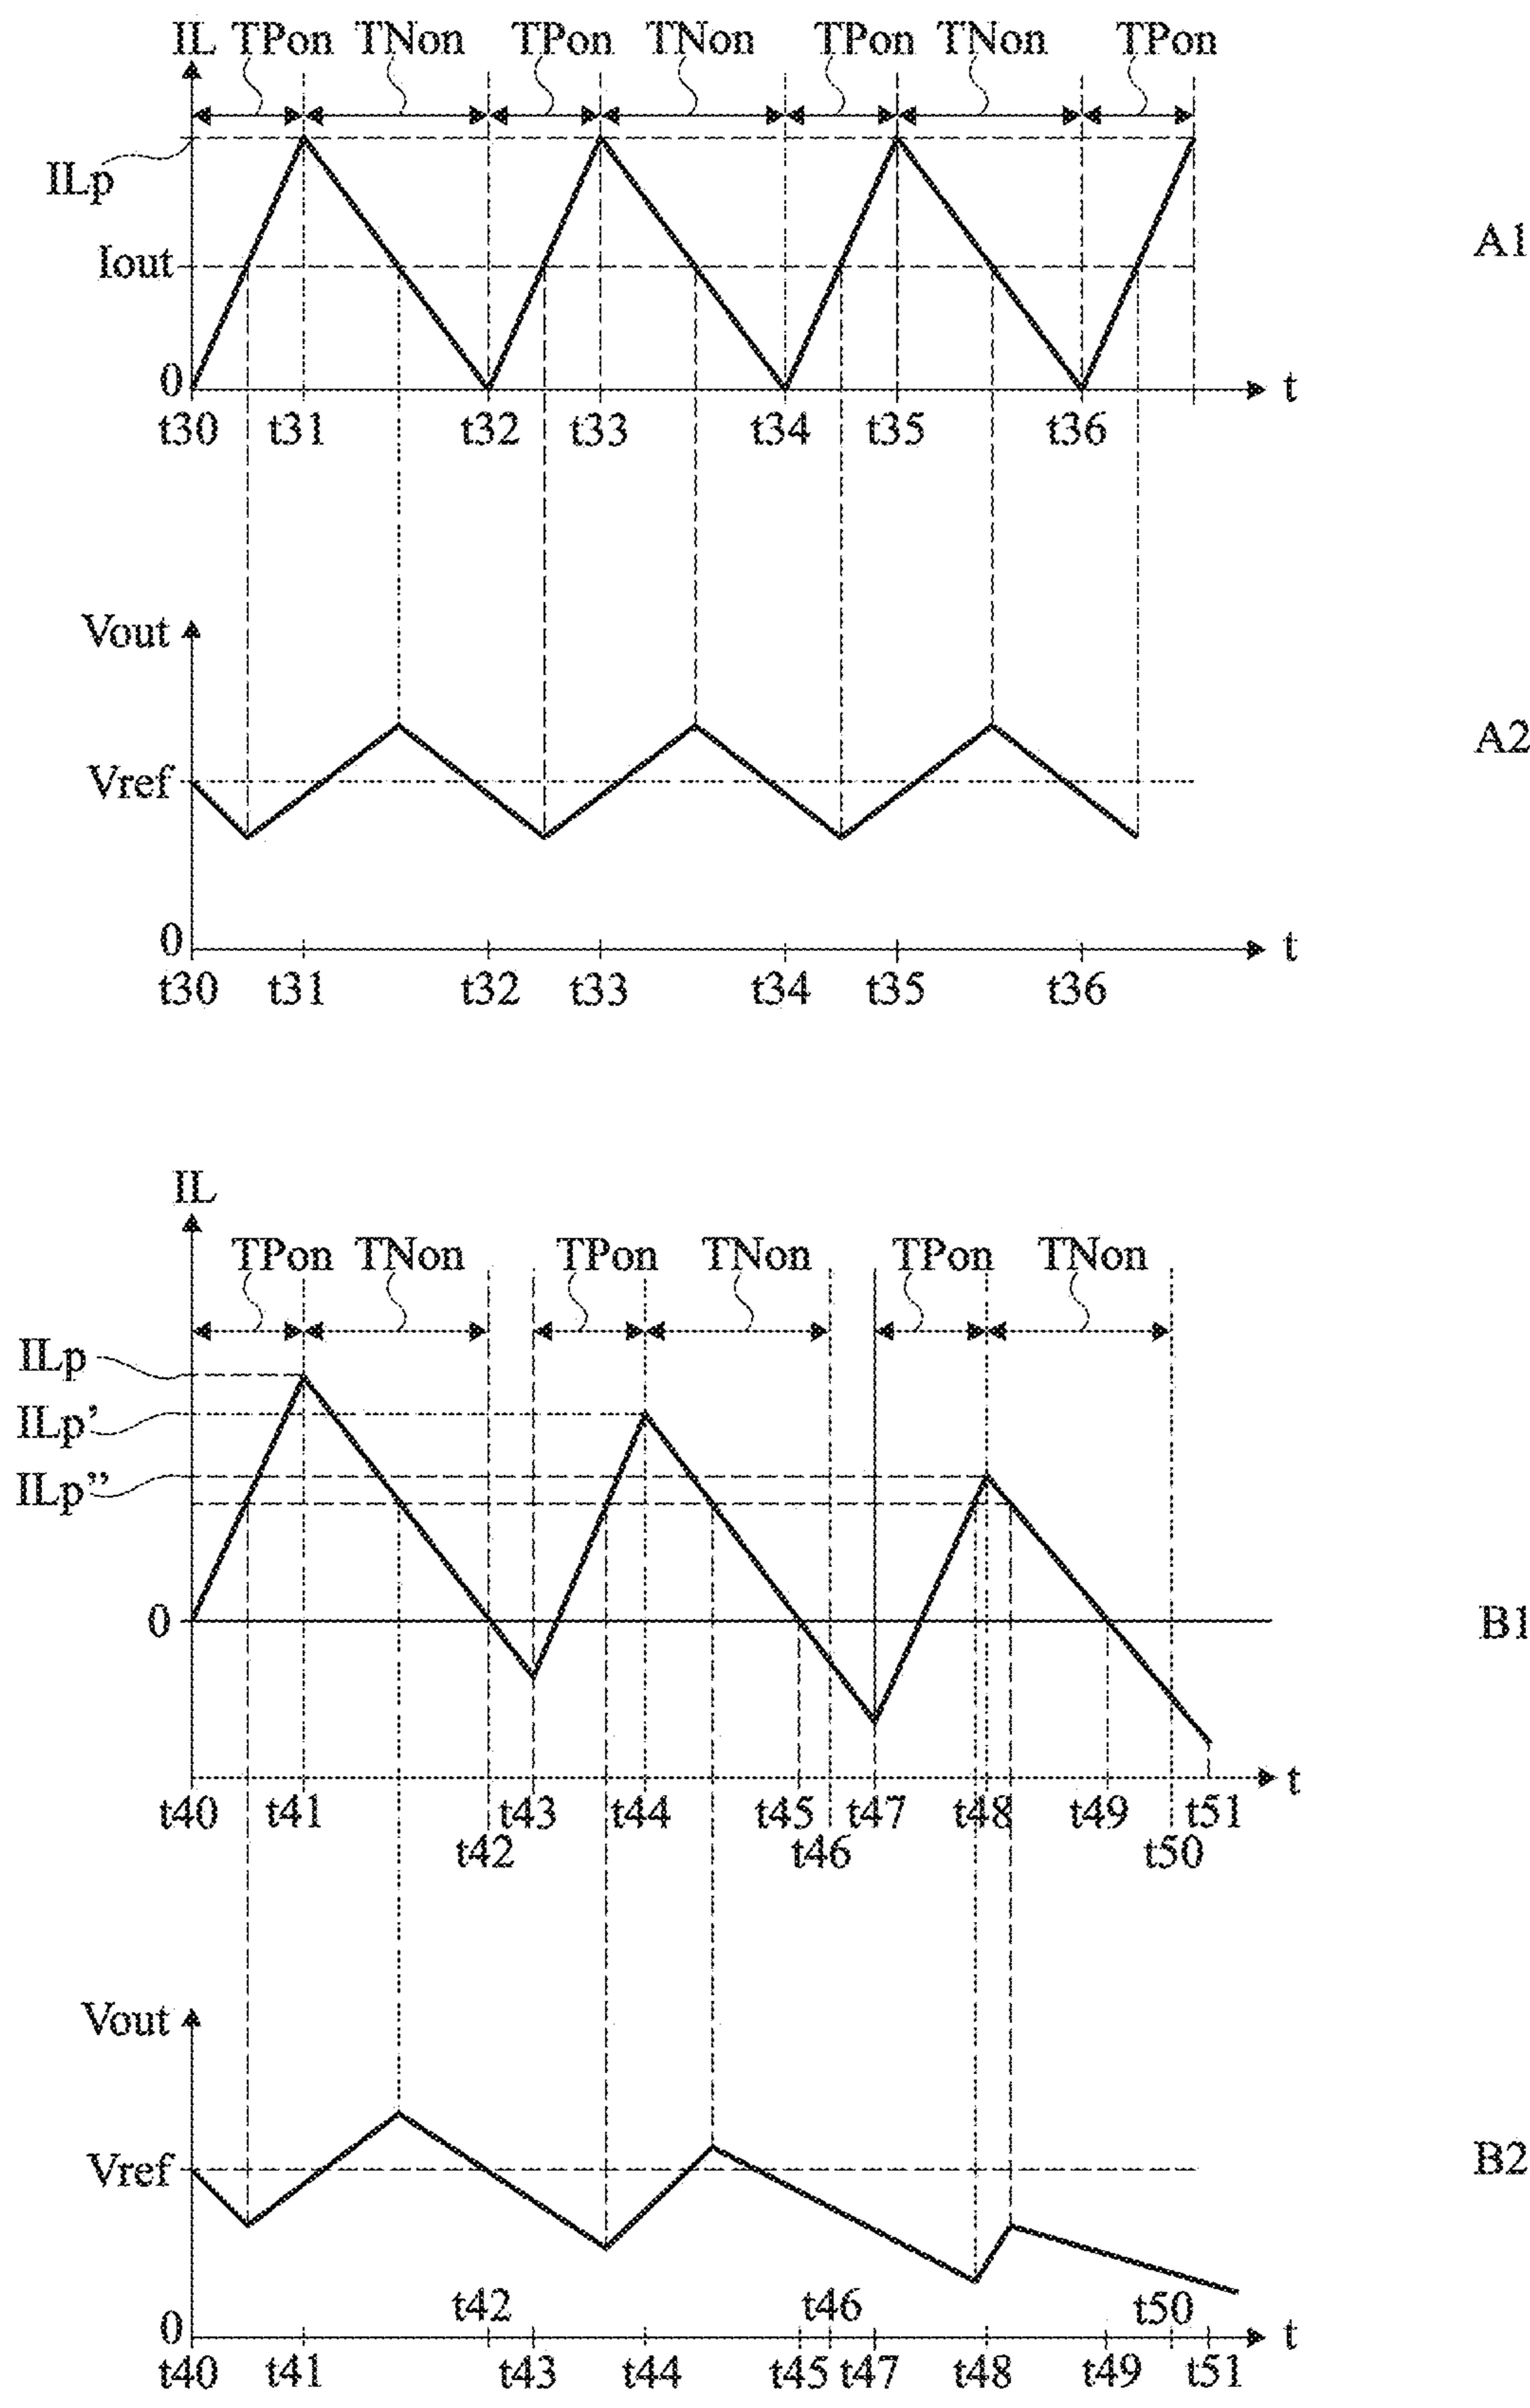 IL TPon TNon TPon TNon TPon TNon TPon
ILp
Iout
A1
0
t
t30 t31 t32 t33 t34 t35 t36
Vout
Vref
A2
0
t
t30 t31 t32 t33 t34 t35 t36
IL
TPon TNon TPon TNon TPon TNon
ILp
ILp’
ILp”
0
B1
t
t40 t41 t43 t44 t45 t47 t48 t49 t51
t42 t46 t50
Vout
Vref
B2
t42 t46 t50
0
t
t40 t41 t43 t44 t45 t47 t48 t49 t51